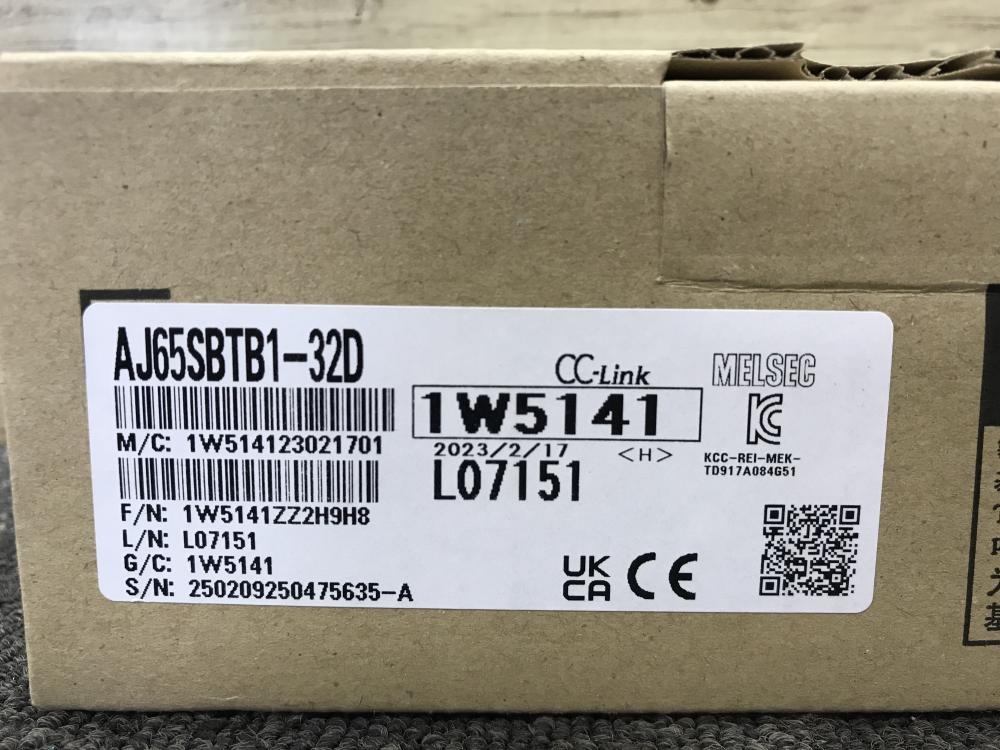 AJ65SBTB1-32D
CC-Link
MELSEC
1W5141
M/C: 1W514123021701
2023/2/17
<H>
KCC-REI-MEK-
TD917A084G51
L07151
F/N: 1W5141ZZ2H9H8
L/N: L07151
G/C: 1W5141
S/N: 250209250475635-A
UK
CA
CE